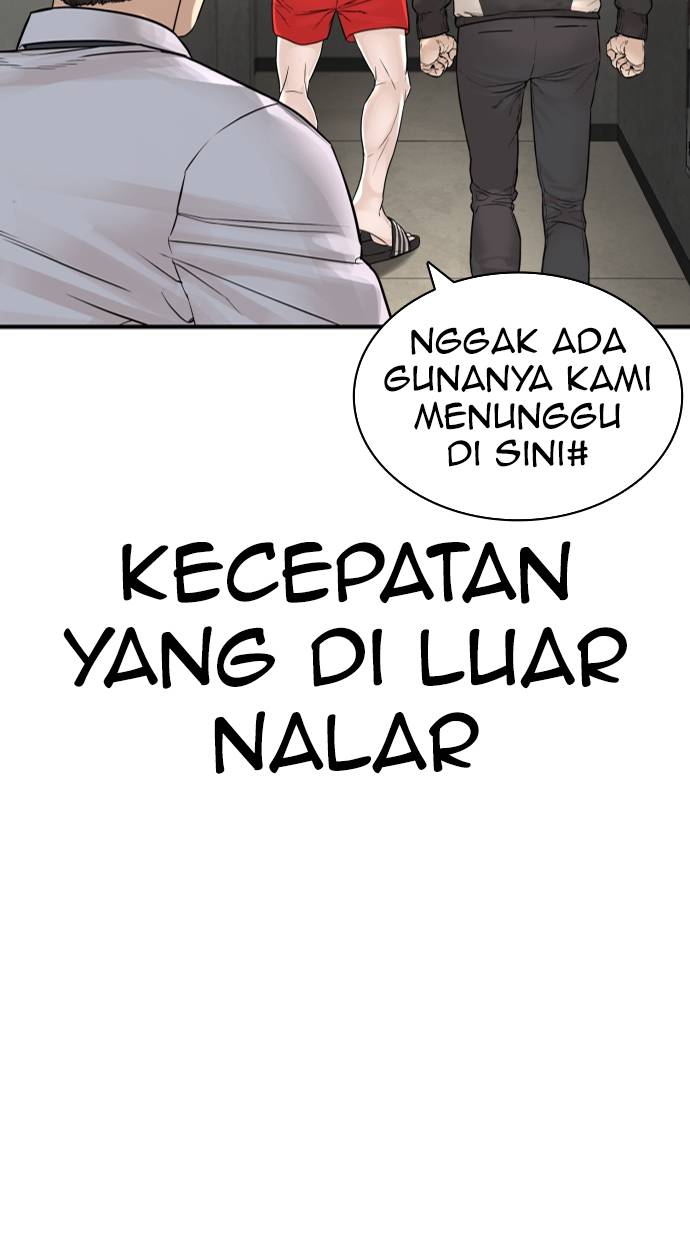 NGGAK ADA
GUNANYA KAMI
MENUNGGU
DI SINI#
KECEPATAN
YANG DI LUAR
NALAR